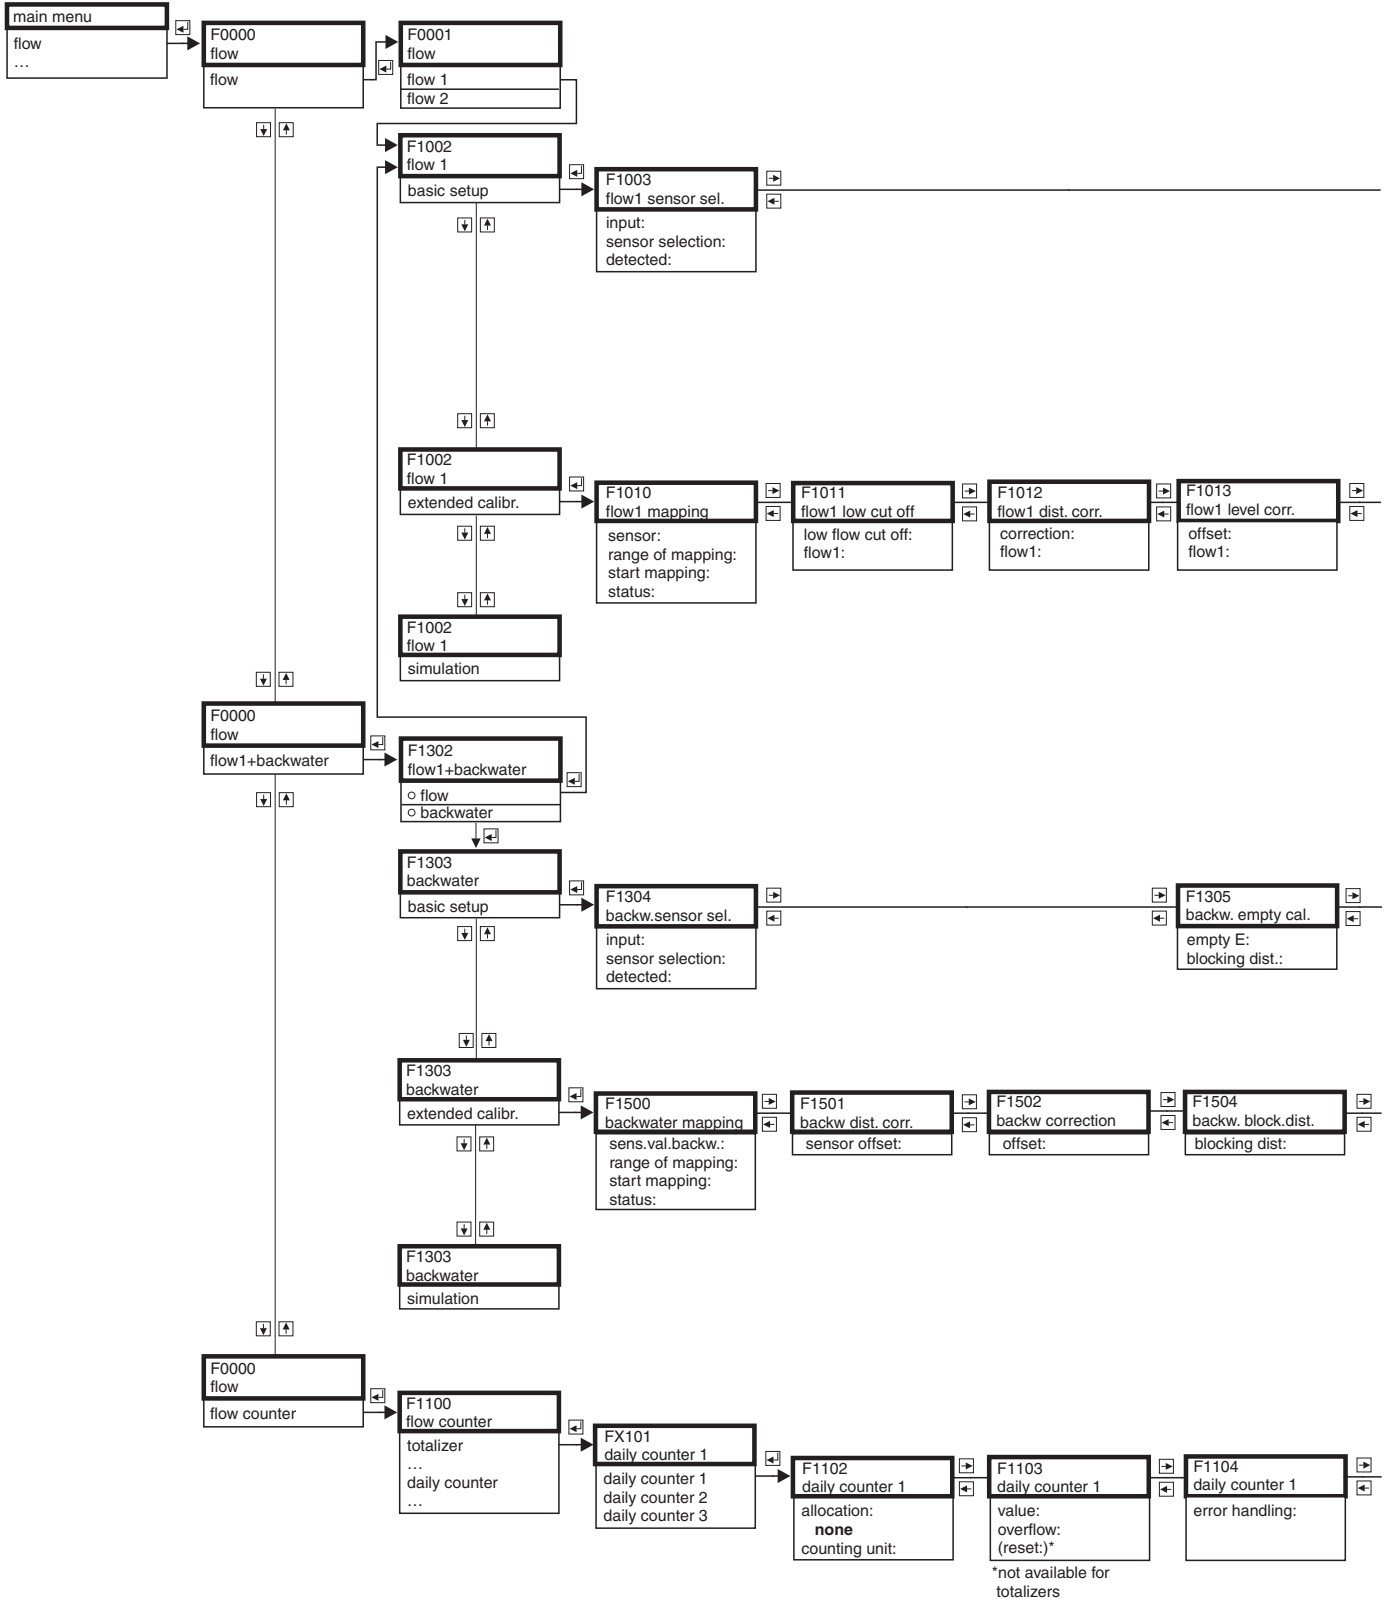 main menu
flow
...
F0000
flow
flow
F0001
flow
flow 1
flow 2
F1002
flow 1
basic setup
F1003
flow1 sensor sel.
input:
sensor selection:
detected:
F1002
flow 1
extended calibr.
F1010
flow1 mapping
sensor:
range of mapping:
start mapping:
status:
F1011
flow1 low cut off
low flow cut off:
flow1:
F1012
flow1 dist. corr.
correction:
flow1:
F1013
flow1 level corr.
offset:
flow1:
F1002
flow 1
simulation
F0000
flow
flow1+backwater
F1302
flow1+backwater
flow
backwater
F1303
backwater
basic setup
F1304
backw.sensor sel.
input:
sensor selection:
detected:
F1305
backw. empty cal.
empty E:
blocking dist.:
F1303
backwater
extended calibr.
F1500
backwater mapping
sens.val.backw.:
range of mapping:
start mapping:
status:
F1501
backw dist. corr.
sensor offset:
F1502
backw correction
offset:
F1504
backw. block.dist.
blocking dist:
F1303
backwater
simulation
F0000
flow
flow counter
F1100
flow counter
totalizer
...
daily counter
...
FX101
daily counter 1
daily counter 1
daily counter 2
daily counter 3
F1102
daily counter 1
allocation:
none
counting unit:
F1103
daily counter 1
value:
overflow:
(reset:)*
*not available for
totalizers
F1104
daily counter 1
error handling: